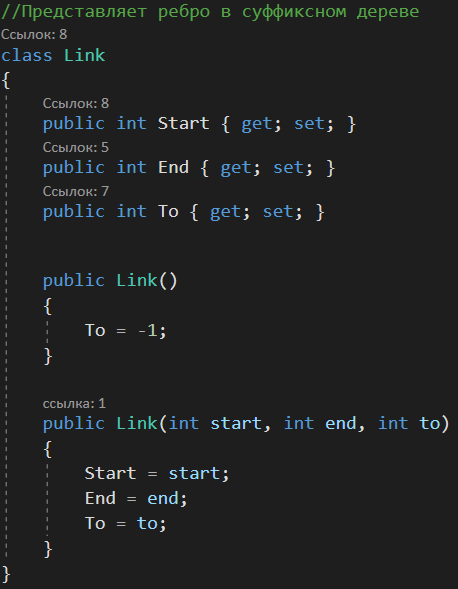 //Представляет ребро в суффиксном дереве
Ссылок: 8
class Link
{
Ссылок: 8
public int Start { get; set; }
Ссылок: 5
public int End { get; set; }
Ссылок: 7
public int To { get; set; }
public Link()
{
To = -1;
}
ссылка: 1
public Link(int start, int end, int to)
{
Start = start;
End = end;
To = to;
}
}